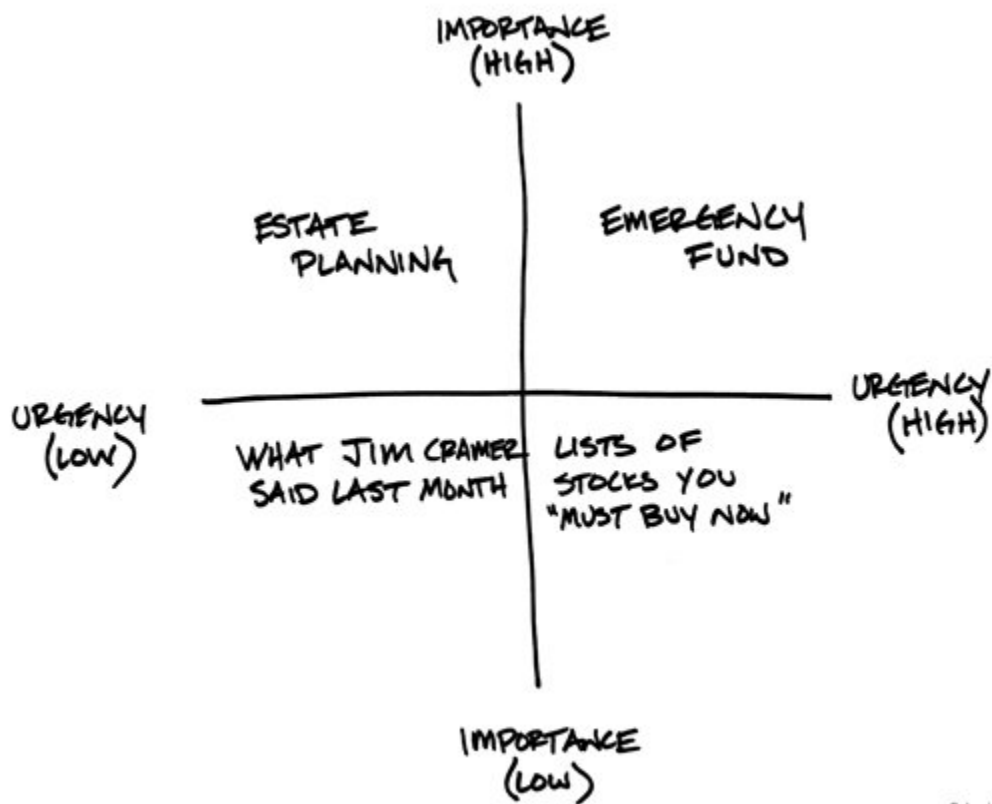 IMPORTANCE
(HIGH)
ESTATE
PLANNING
EMERGENCY
FUND
URGENCY
(LOW)
URGENCY
(HIGH)
WHAT JIM CRAMER
SAID LAST MONTH
LISTS OF
STOCKS YOU
"MUST BUY NOW"
IMPORTANCE
(LOW)